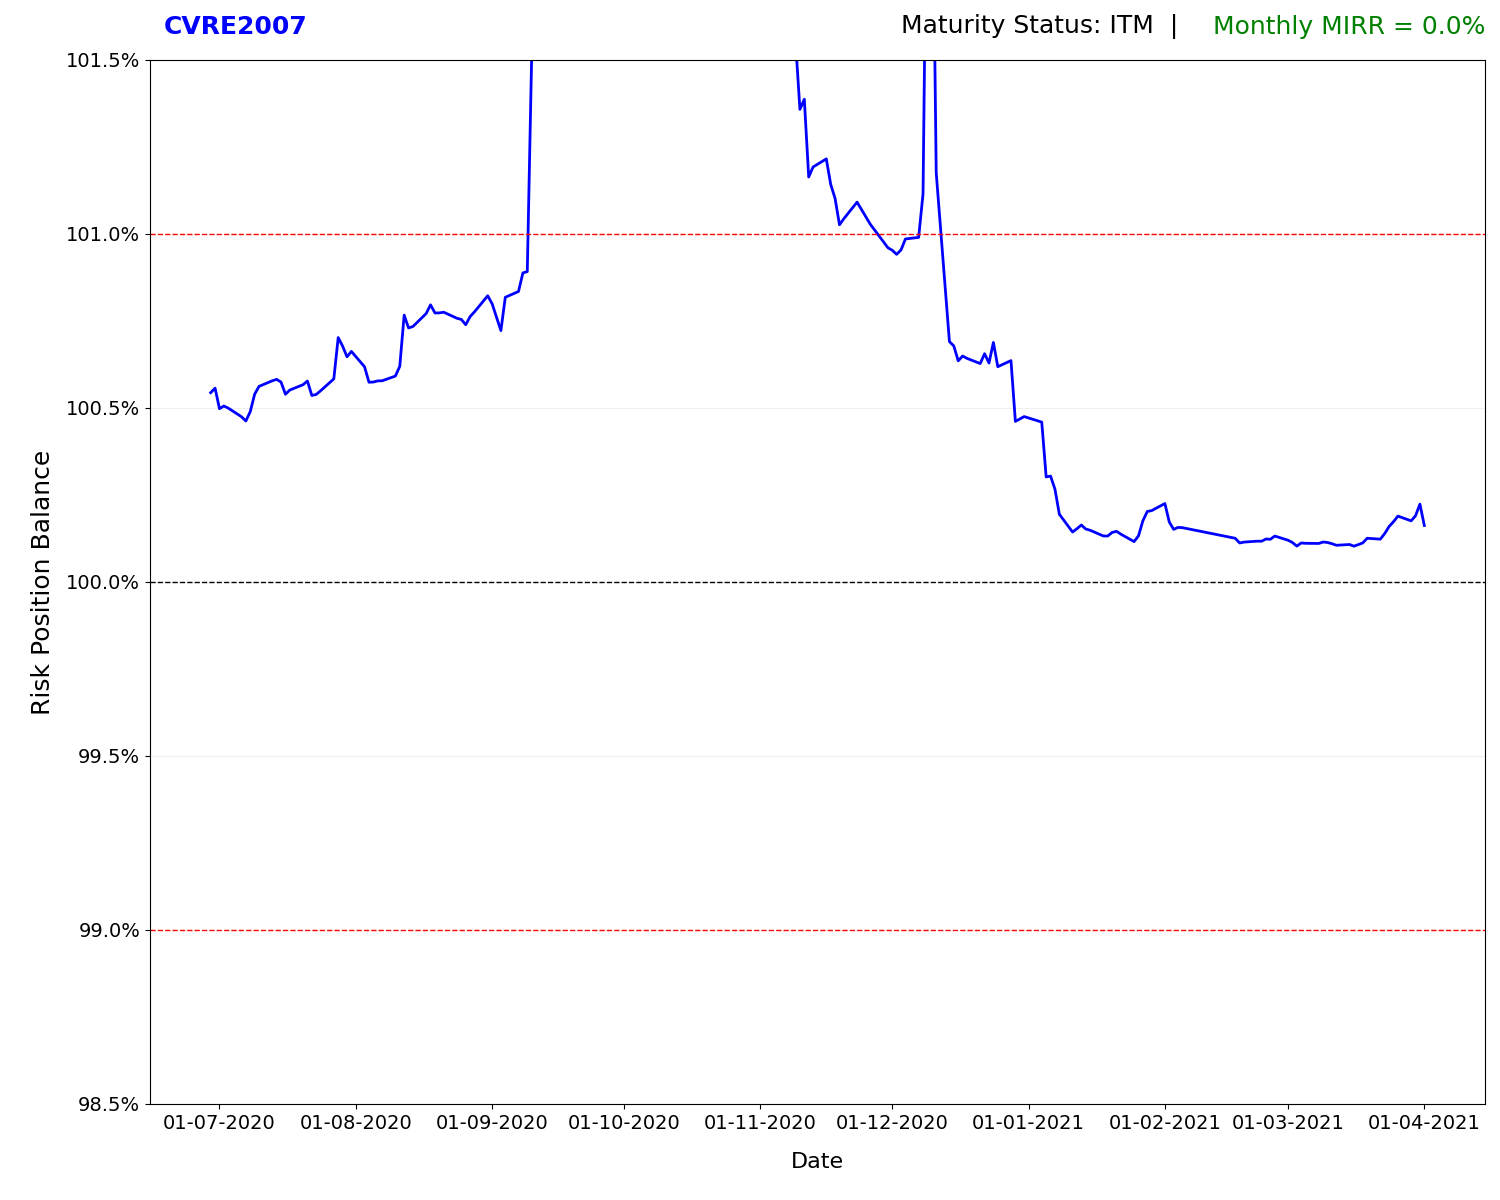 CVRE2007
Maturity Status: ITM | Monthly MIRR = 0.0%
101.5%
101.0%
100.5%
100.0%
99.5%
99.0%
98.5%
Risk Position Balance
01-07-2020 01-08-2020 01-09-2020 01-10-2020 01-11-2020 01-12-2020 01-01-2021 01-02-2021 01-03-2021 01-04-2021
Date